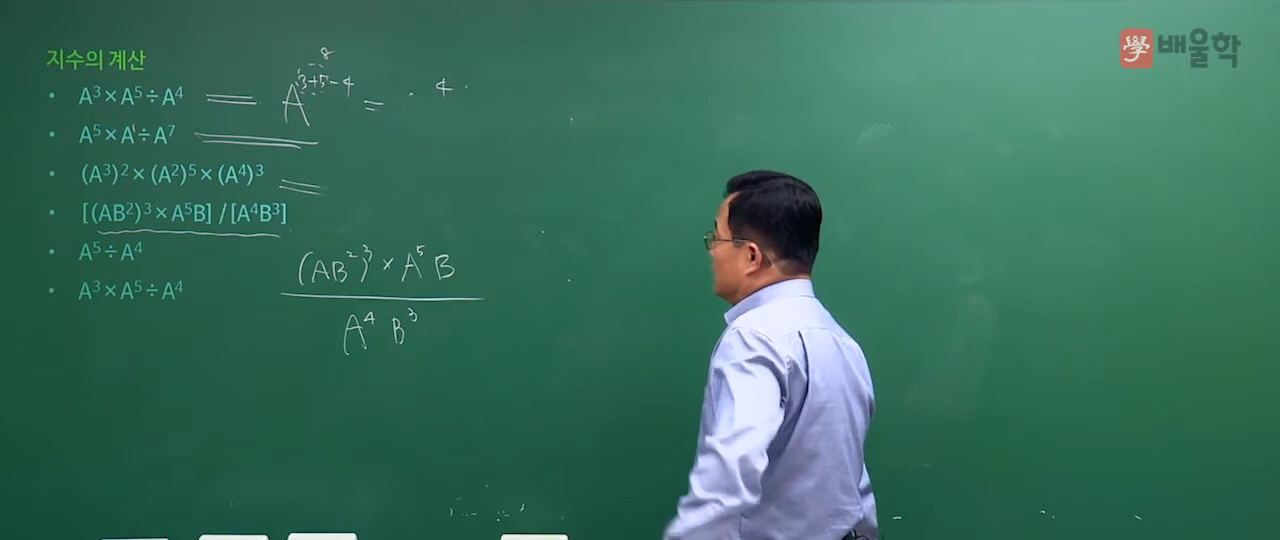 지수의 계산
學 배울학
• A³×A⁵÷A⁴ = A³⁺⁵⁻⁴ = 4
8
• A⁵×A¹÷A⁷ =
• (A³)²×(A²)⁵×(A⁴)³ =
• [(AB²)³×A⁵B] / [A⁴B³]
• A⁵÷A⁴
• A³×A⁵÷A⁴
(AB²)³ × A⁵B
A⁴ B³